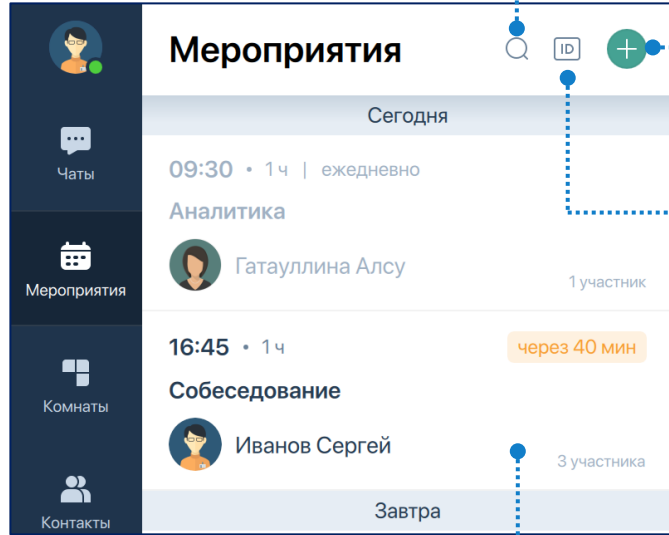 Мероприятия
ID
Сегодня
Чаты
09:30 • 1 ч | ежедневно
Аналитика
Гатауллина Алсу
1 участник
Мероприятия
16:45 • 1 ч
через 40 мин
Собеседование
Комнаты
Иванов Сергей
3 участника
Завтра
Контакты